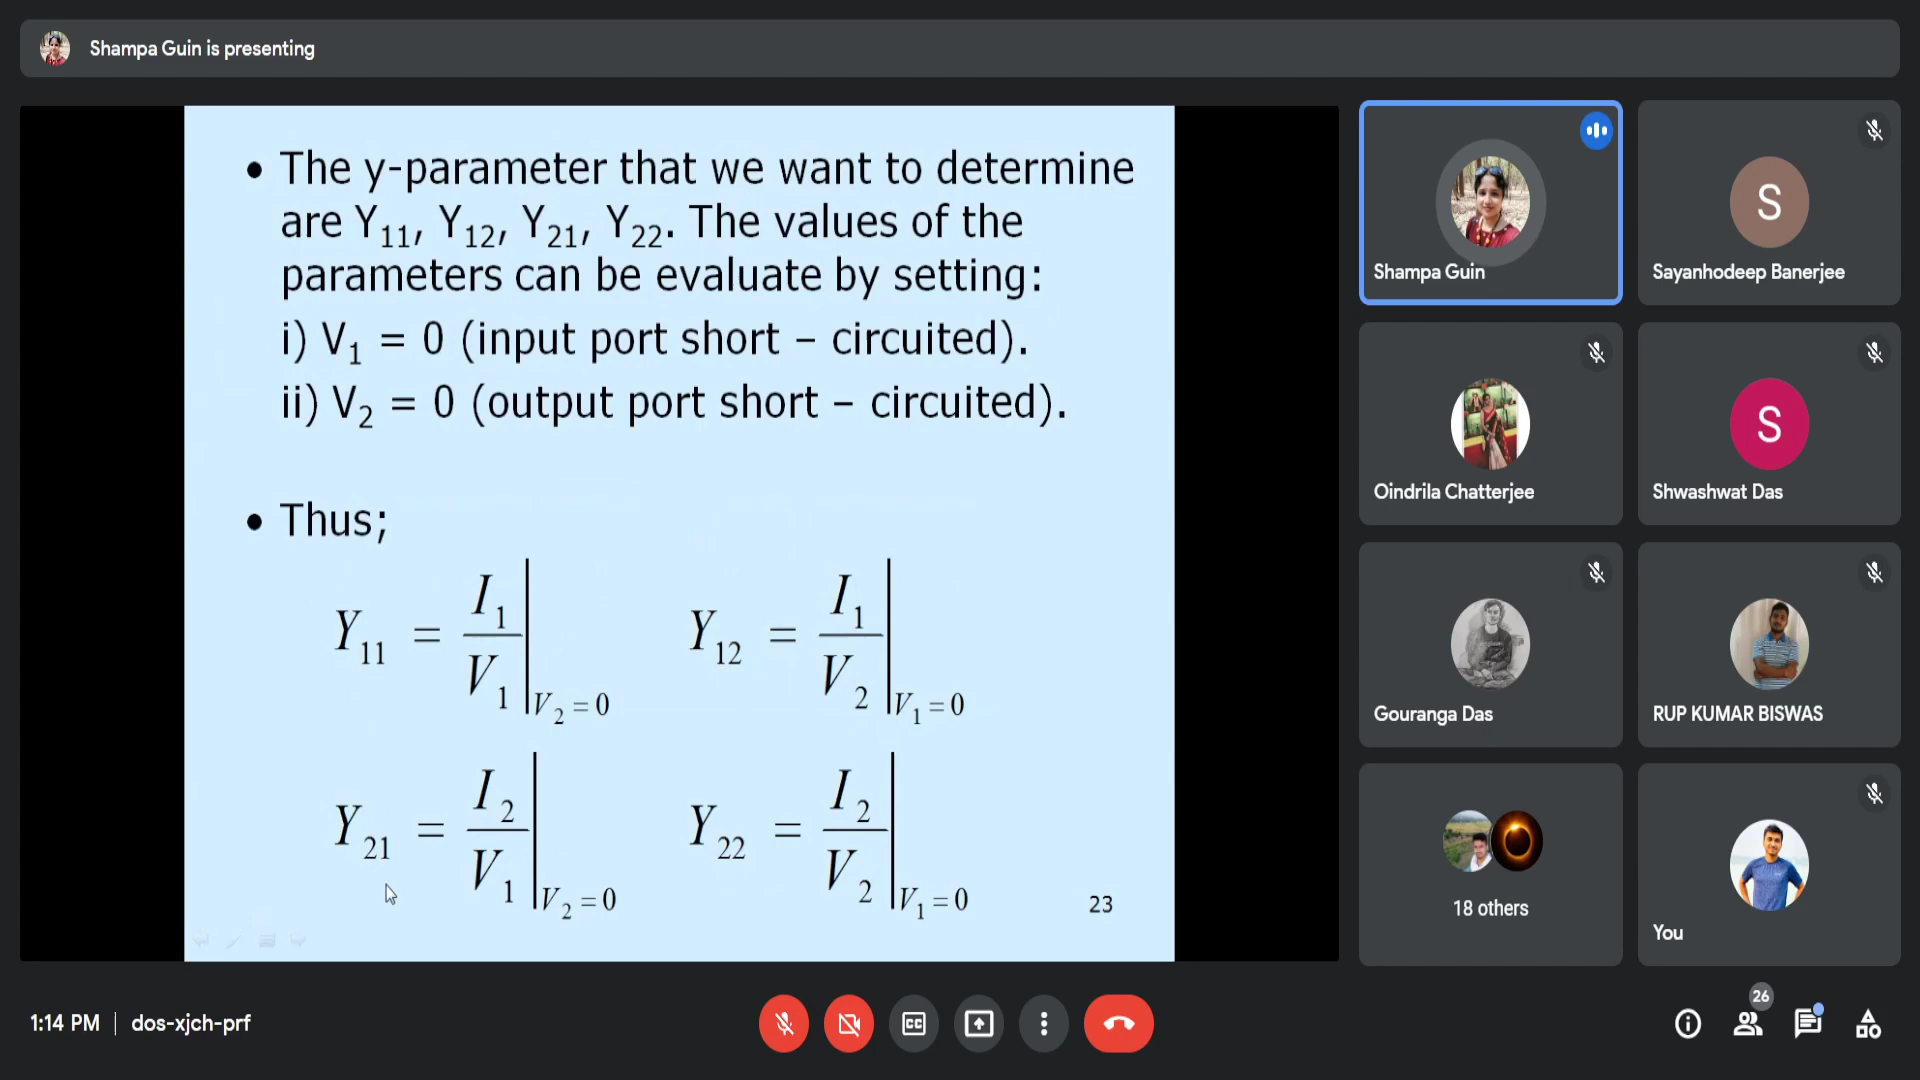 Shampa Guin is presenting
• The y-parameter that we want to determine
are Y11, Y12, Y21, Y22. The values of the
parameters can be evaluate by setting:
i) V1 = 0 (input port short – circuited).
ii) V2 = 0 (output port short – circuited).
• Thus;
Y11 = I1/V1 | V2 = 0
Y12 = I1/V2 | V1 = 0
Y21 = I2/V1 | V2 = 0
Y22 = I2/V2 | V1 = 0
23
Shampa Guin
S
Sayanhodeep Banerjee
Oindrila Chatterjee
S
Shwashwat Das
Gouranga Das
RUP KUMAR BISWAS
18 others
You
1:14 PM | dos-xjch-prf
CC
26